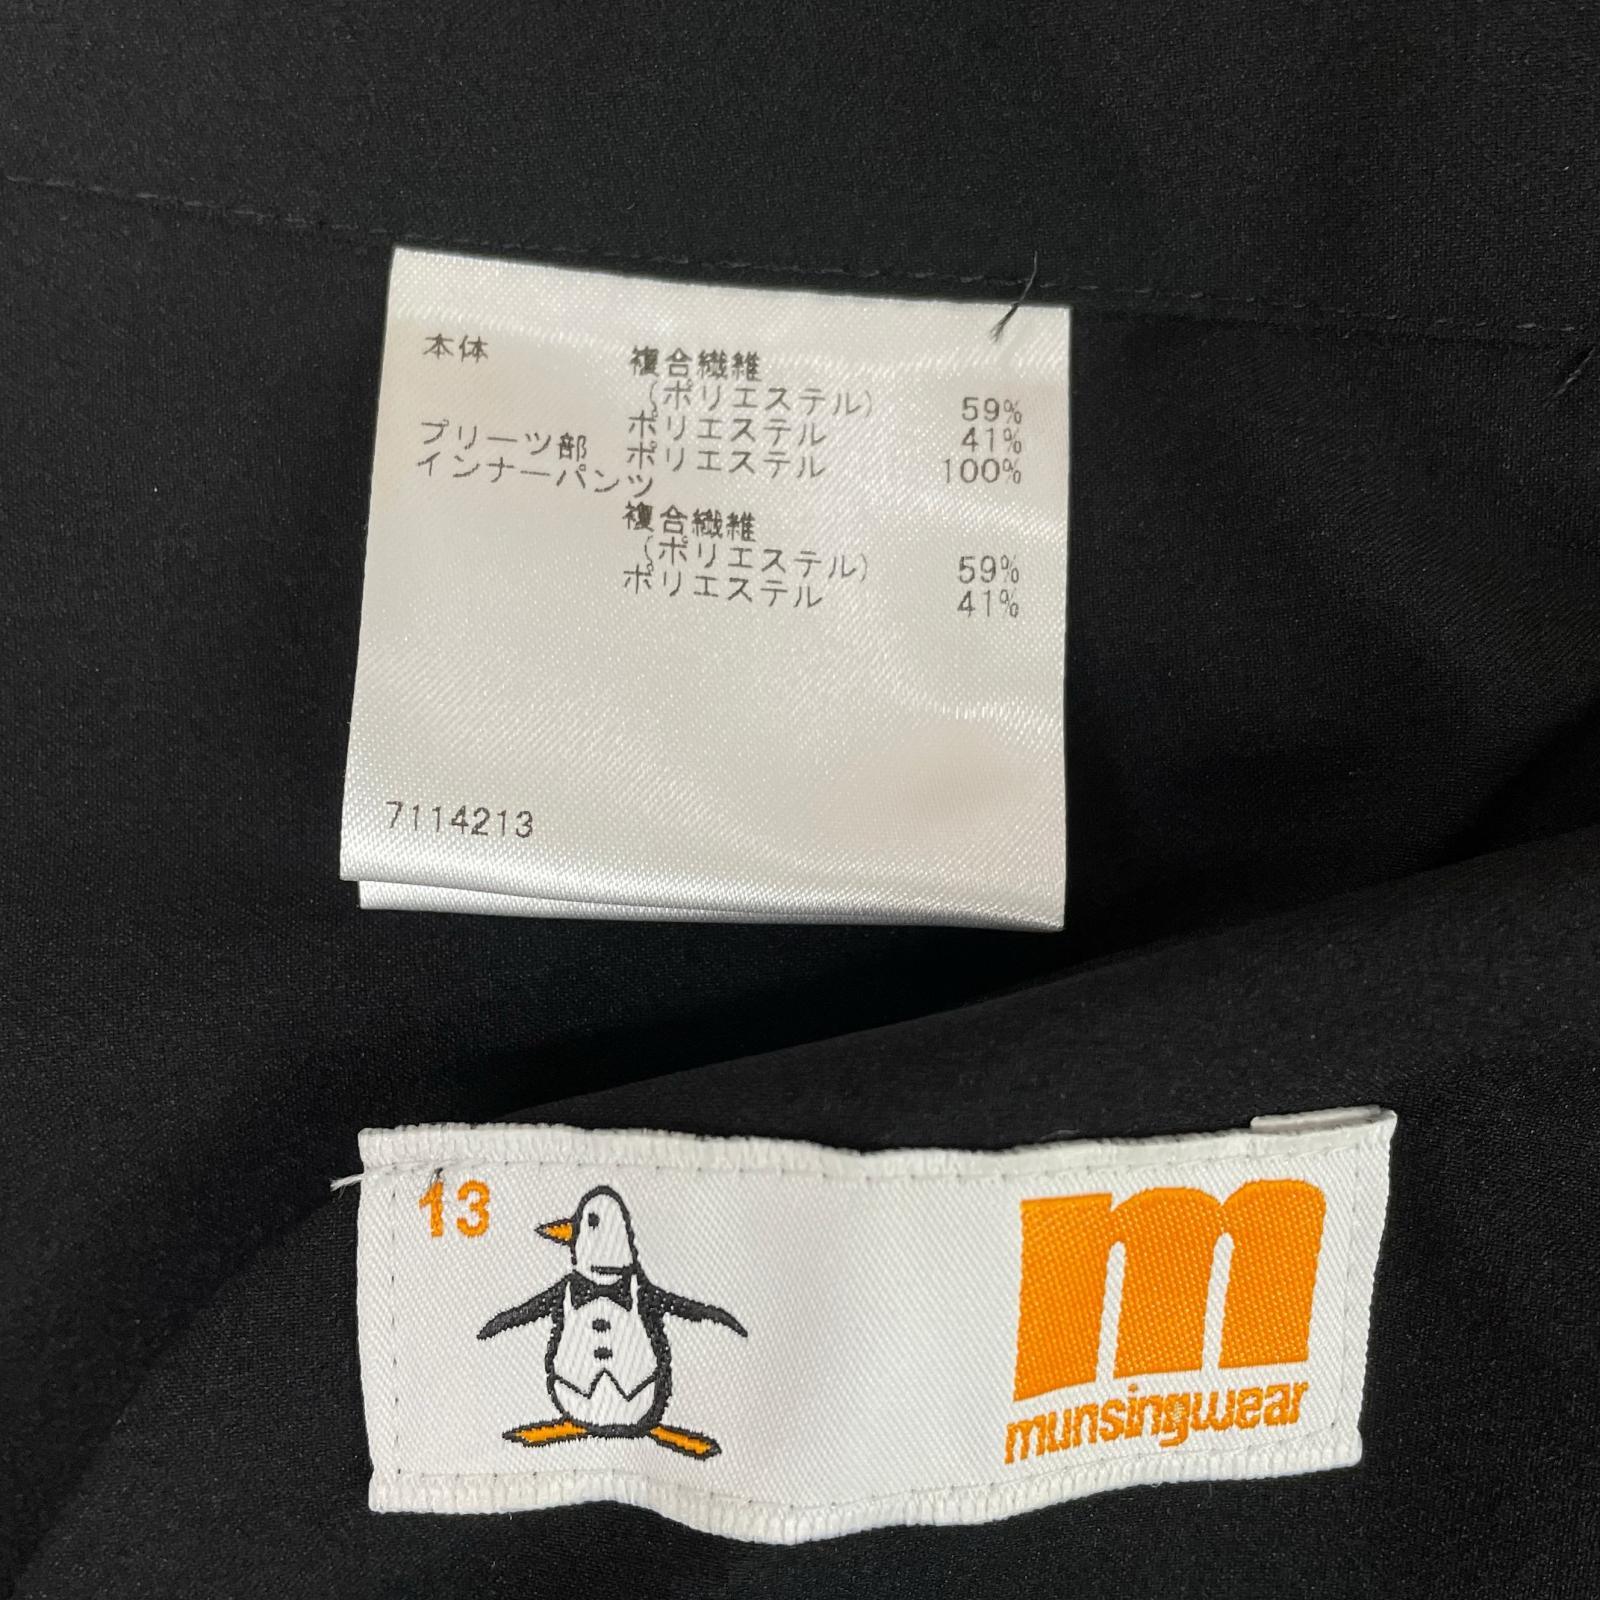 本体 複合繊維
(ポリエステル) 59%
ポリエステル 41%
プリーツ部 ポリエステル 100%
インナーパンツ
複合繊維
(ポリエステル) 59%
ポリエステル 41%
7114213
13
m
munsingwear